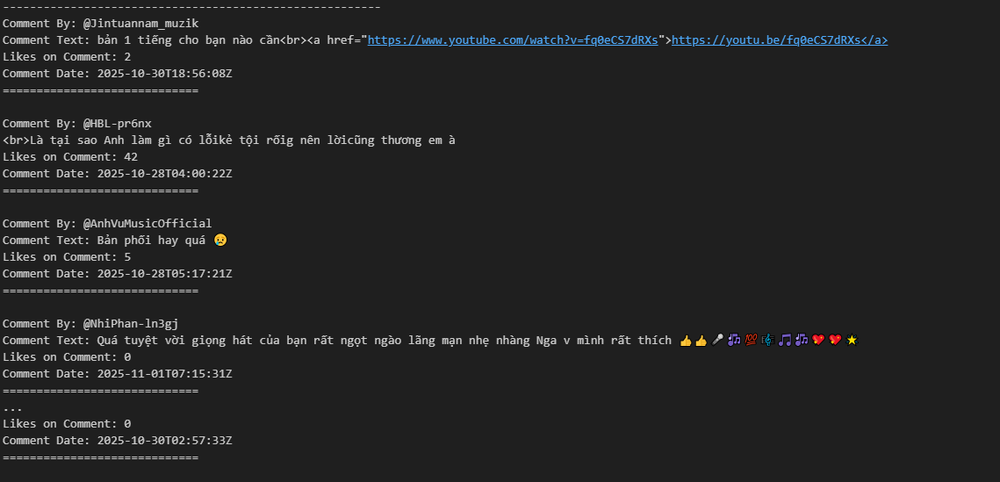 --------------------------------------------------------
Comment By: @Jintuannam_muzik
Comment Text: bản 1 tiếng cho bạn nào cần<br><a href="https://www.youtube.com/watch?v=fq0eCS7dRXs">https://youtu.be/fq0eCS7dRXs</a>
Likes on Comment: 2
Comment Date: 2025-10-30T18:56:08Z
=============================
Comment By: @HBL-pr6nx
<br>Là tại sao Anh làm gì có lỗikẻ tội rốig nên lờicũng thương em à
Likes on Comment: 42
Comment Date: 2025-10-28T04:00:22Z
=============================
Comment By: @AnhVuMusicOfficial
Comment Text: Bản phối hay quá 😢
Likes on Comment: 5
Comment Date: 2025-10-28T05:17:21Z
=============================
Comment By: @NhiPhan-ln3gj
Comment Text: Quá tuyệt vời giọng hát của bạn rất ngọt ngào lãng mạn nhẹ nhàng Nga v mình rất thích 👍👍🎤🎶💯🎼🎵🎶💖💖⭐
Likes on Comment: 0
Comment Date: 2025-11-01T07:15:31Z
=============================
...
Likes on Comment: 0
Comment Date: 2025-10-30T02:57:33Z
=============================